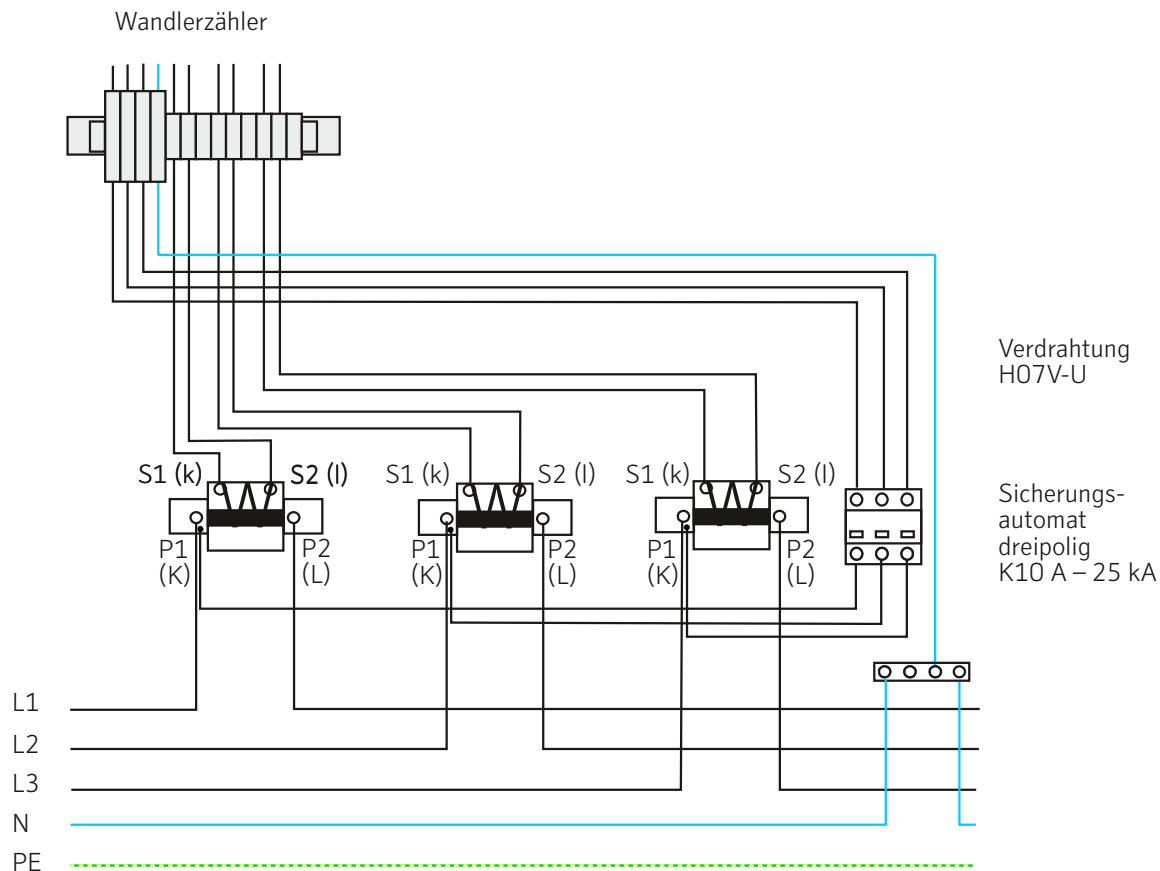 Wandlerzähler
Verdrahtung
H07V-U
S1 (k)
S2 (l)
S1 (k)
S2 (l)
S1 (k)
S2 (l)
Sicherungs-
automat
dreipolig
K10 A – 25 kA
P1
(K)
P2
(L)
P1
(K)
P2
(L)
P1
(K)
P2
(L)
L1
L2
L3
N
PE